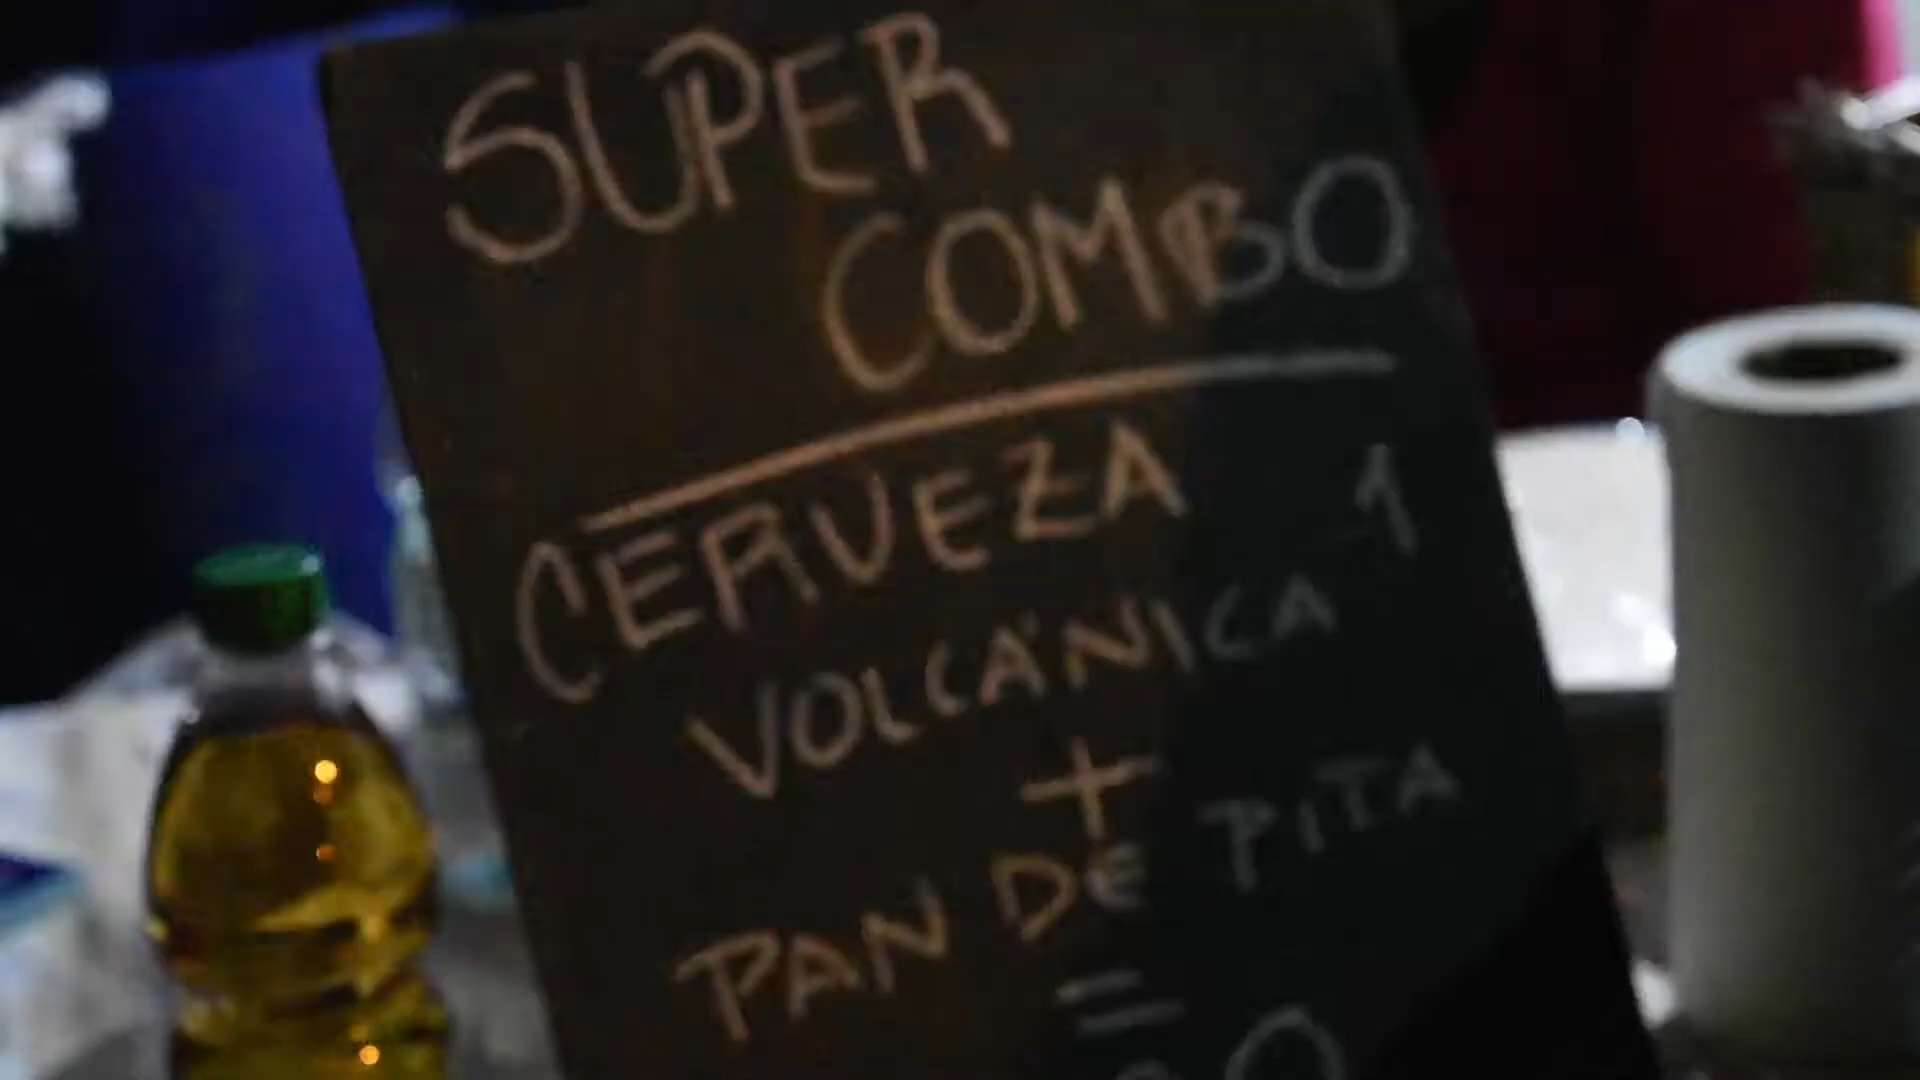 SUPER
COMBO
CERVEZA 1
VOLCÁNICA
+
PAN DE PITA
=